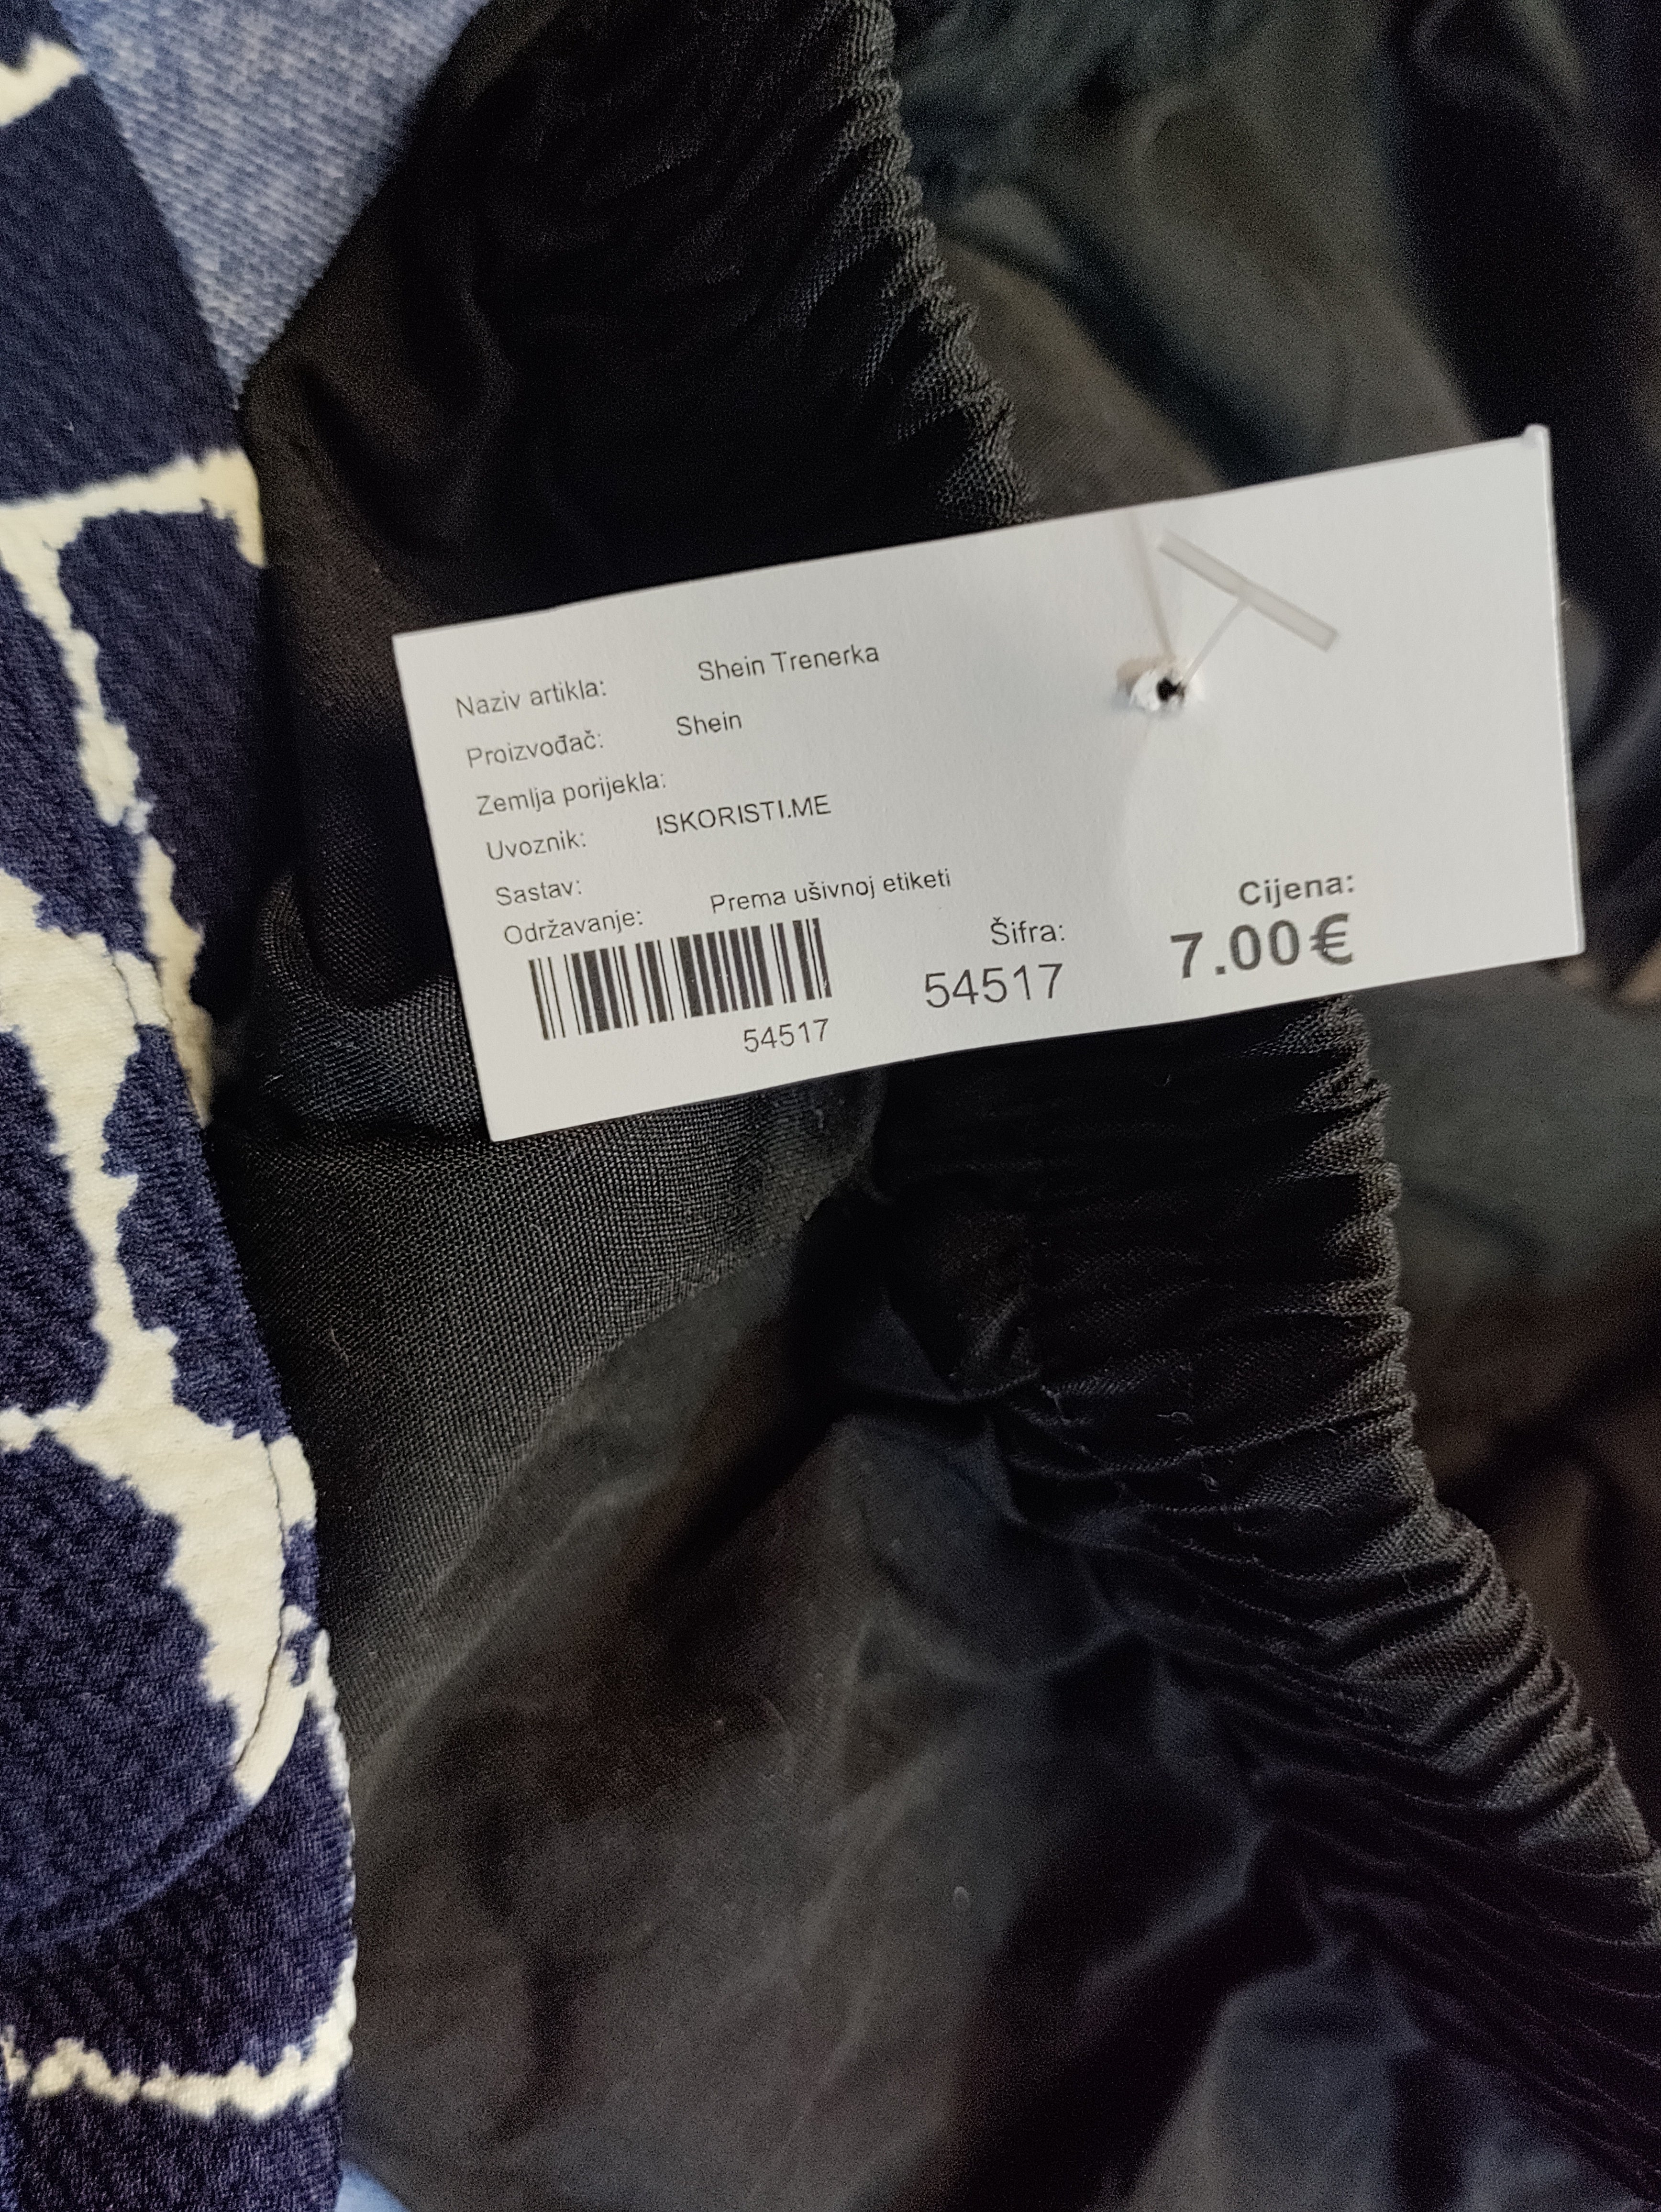 Naziv artikla: Shein Trenerka
Proizvođač: Shein
Zemlja porijekla:
Uvoznik: ISKORISTI.ME
Sastav:
Održavanje: Prema ušivnoj etiketi
54517
Šifra:
54517
Cijena:
7.00€